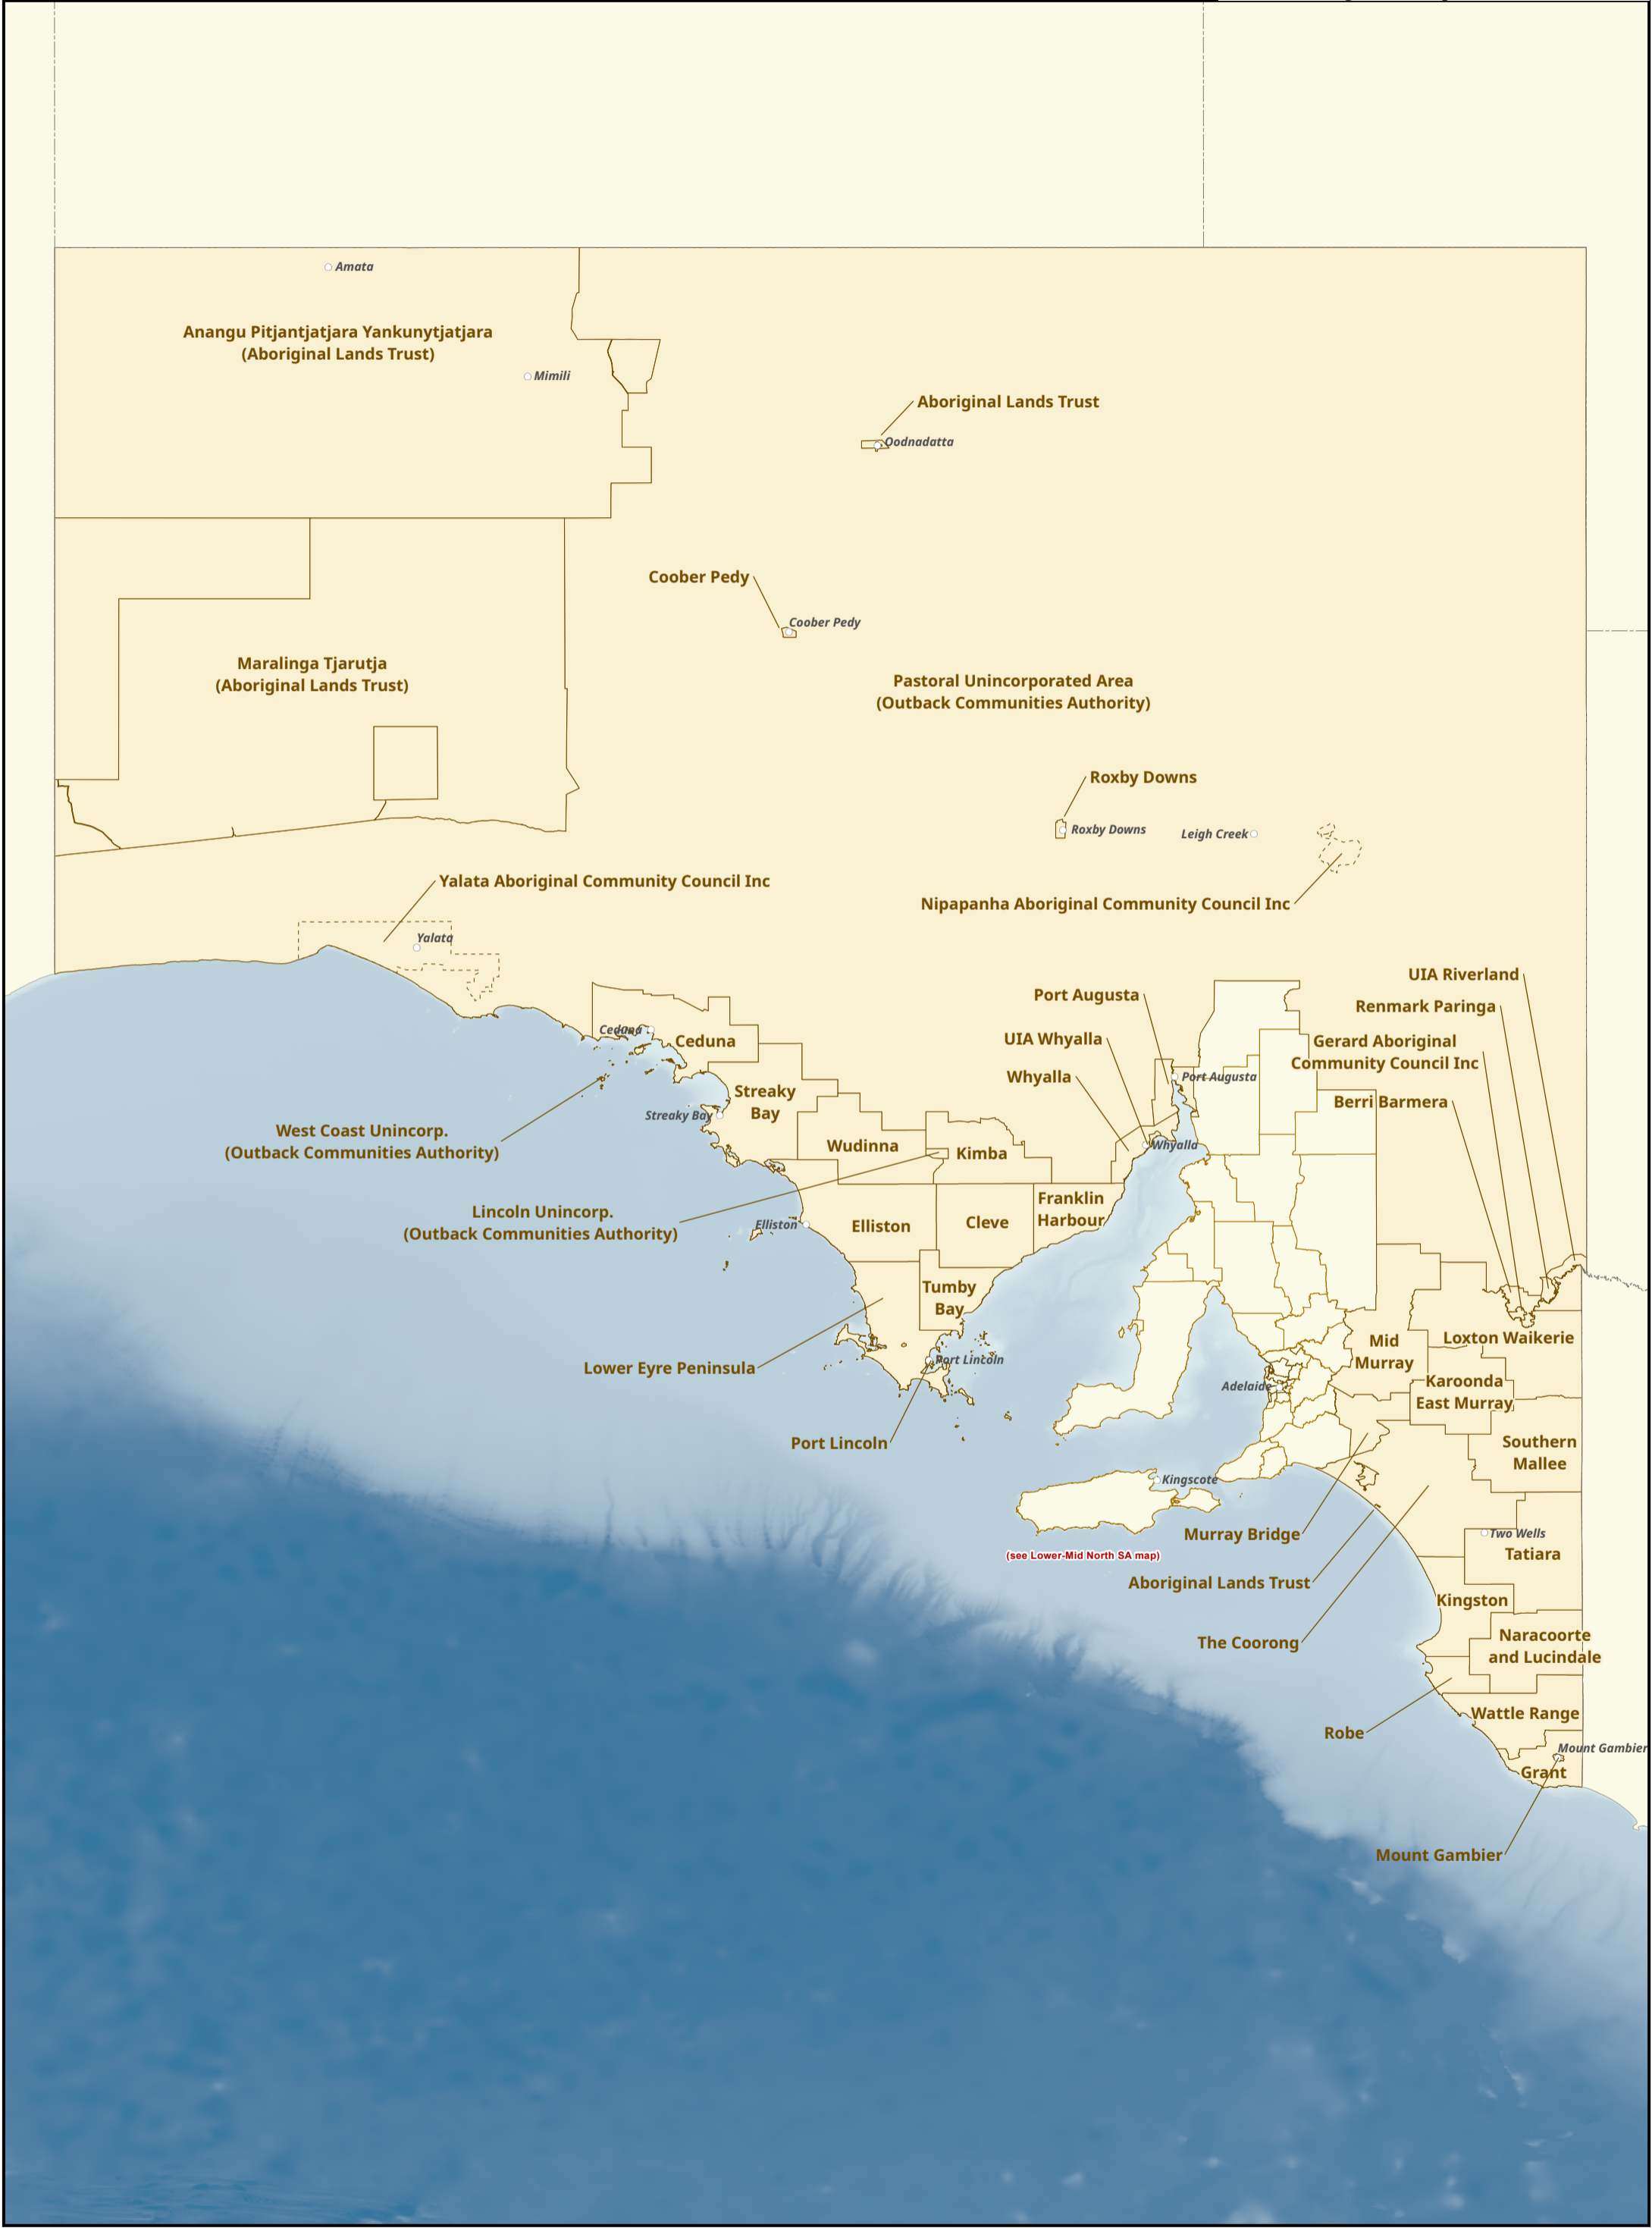 Amata
Anangu Pitjantjatjara Yankunytjatjara
(Aboriginal Lands Trust)
Mimili
Aboriginal Lands Trust
Oodnadatta
Coober Pedy
Coober Pedy
Maralinga Tjarutja
(Aboriginal Lands Trust)
Pastoral Unincorporated Area
(Outback Communities Authority)
Roxby Downs
Roxby Downs
Leigh Creek
Yalata Aboriginal Community Council Inc
Nipapanha Aboriginal Community Council Inc
Yalata
UIA Riverland
Port Augusta
Renmark Paringa
Ceduna
Ceduna
UIA Whyalla
Gerard Aboriginal
Community Council Inc
Whyalla
Port Augusta
Streaky
Bay
Berri Barmera
Streaky Bay
West Coast Unincorp.
(Outback Communities Authority)
Wudinna
Kimba
Whyalla
Franklin
Harbour
Lincoln Unincorp.
(Outback Communities Authority)
Elliston
Elliston
Cleve
Tumby
Bay
Mid
Murray
Loxton Waikerie
Lower Eyre Peninsula
Port Lincoln
Adelaide
Karoonda
East Murray
Port Lincoln
Southern
Mallee
Kingscote
Murray Bridge
Two Wells
Tatiara
(see Lower-Mid North SA map)
Aboriginal Lands Trust
Kingston
The Coorong
Naracoorte
and Lucindale
Robe
Wattle Range
Mount Gambier
Grant
Mount Gambier